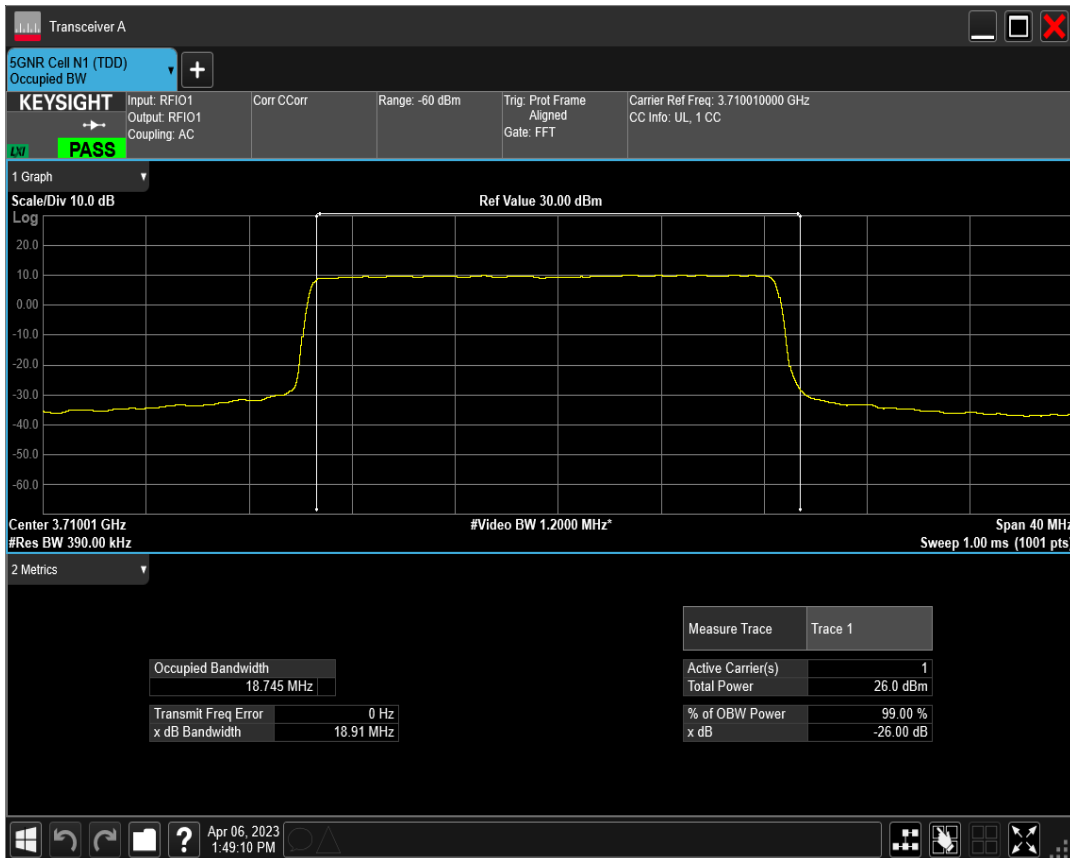 Transceiver A
5GNR Cell N1 (TDD)
Occupied BW
+
KEYSIGHT
LXI
PASS
Input: RFIO1
Output: RFIO1
Coupling: AC
Corr CCorr
Range: -60 dBm
Trig: Prot Frame
Aligned
Gate: FFT
Carrier Ref Freq: 3.710010000 GHz
CC Info: UL, 1 CC
1 Graph
Scale/Div 10.0 dB
Ref Value 30.00 dBm
Log
20.0
10.0
0.00
-10.0
-20.0
-30.0
-40.0
-50.0
-60.0
Center 3.71001 GHz
#Video BW 1.2000 MHz*
Span 40 MHz
#Res BW 390.00 kHz
Sweep 1.00 ms (1001 pts)
2 Metrics
Measure Trace Trace 1
Occupied Bandwidth
18.745 MHz
Transmit Freq Error 0 Hz
x dB Bandwidth 18.91 MHz
Active Carrier(s) 1
Total Power 26.0 dBm
% of OBW Power 99.00 %
x dB -26.00 dB
?
Apr 06, 2023
1:49:10 PM